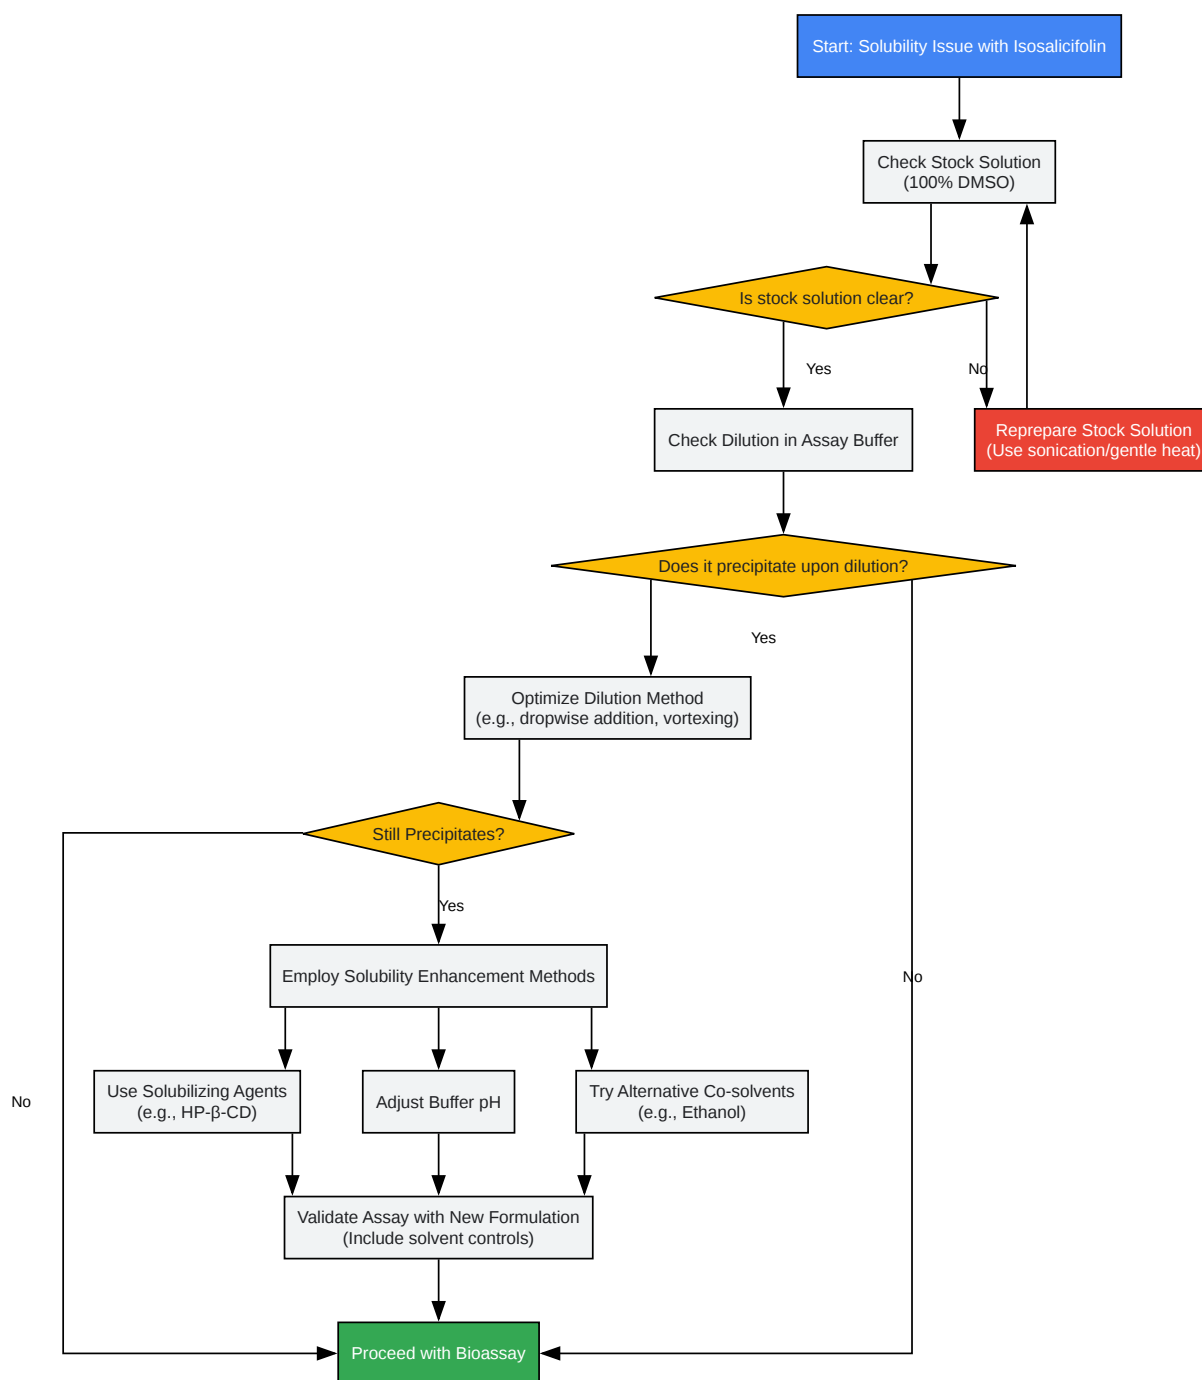 Start: Solubility Issue with Isosalicifolin
Check Stock Solution
(100% DMSO)
Is stock solution clear?
Yes
No
Check Dilution in Assay Buffer
Reprepare Stock Solution
(Use sonication/gentle heat)
Does it precipitate upon dilution?
Yes
Optimize Dilution Method
(e.g., dropwise addition, vortexing)
Still Precipitates?
Yes
Employ Solubility Enhancement Methods
No
Use Solubilizing Agents
(e.g., HP-β-CD)
Adjust Buffer pH
Try Alternative Co-solvents
(e.g., Ethanol)
No
Validate Assay with New Formulation
(Include solvent controls)
Proceed with Bioassay